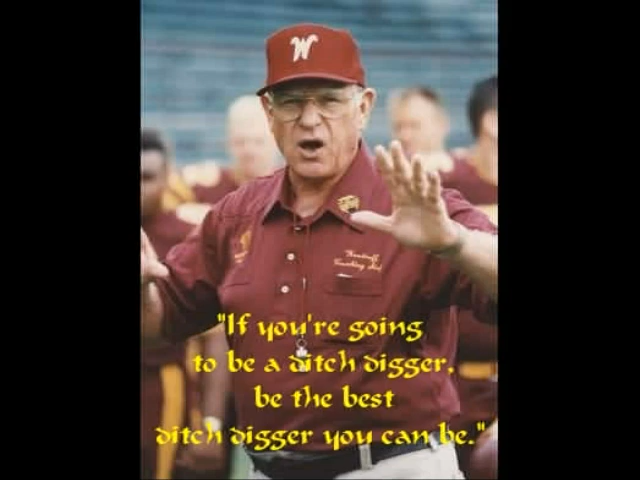 W
"If you're going
to be a ditch digger,
be the best
ditch digger you can be."